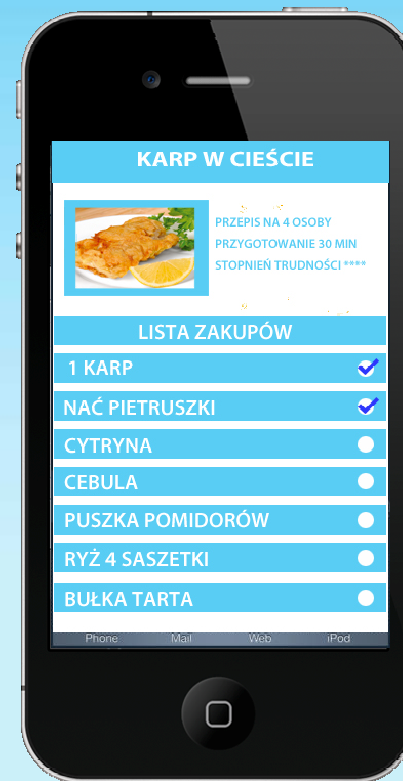 KARP W CIEŚCIE
PRZEPIS NA 4 OSOBY
PRZYGOTOWANIE 30 MIN
STOPNIEŃ TRUDNOŚCI ****
LISTA ZAKUPÓW
1 KARP
NAĆ PIETRUSZKI
CYTRYNA
CEBULA
PUSZKA POMIDORÓW
RYŻ 4 SASZETKI
BUŁKA TARTA
Phone Mail Web iPod